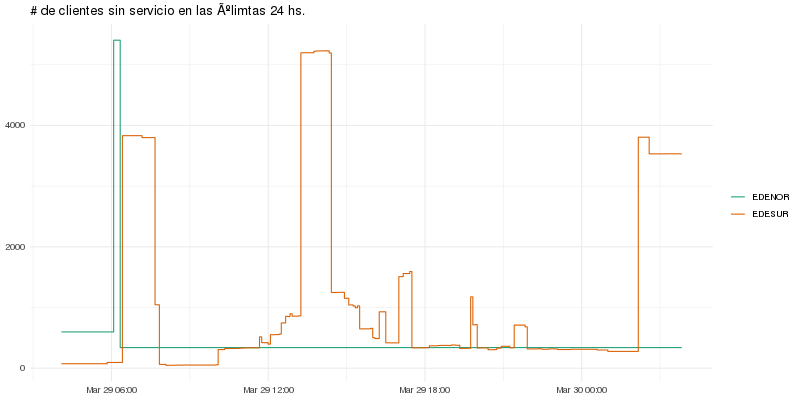 # de clientes sin servicio en las Ãºlimtas 24 hs.
4000
2000
0
Mar 29 06:00
Mar 29 12:00
Mar 29 18:00
Mar 30 00:00
EDENOR
EDESUR